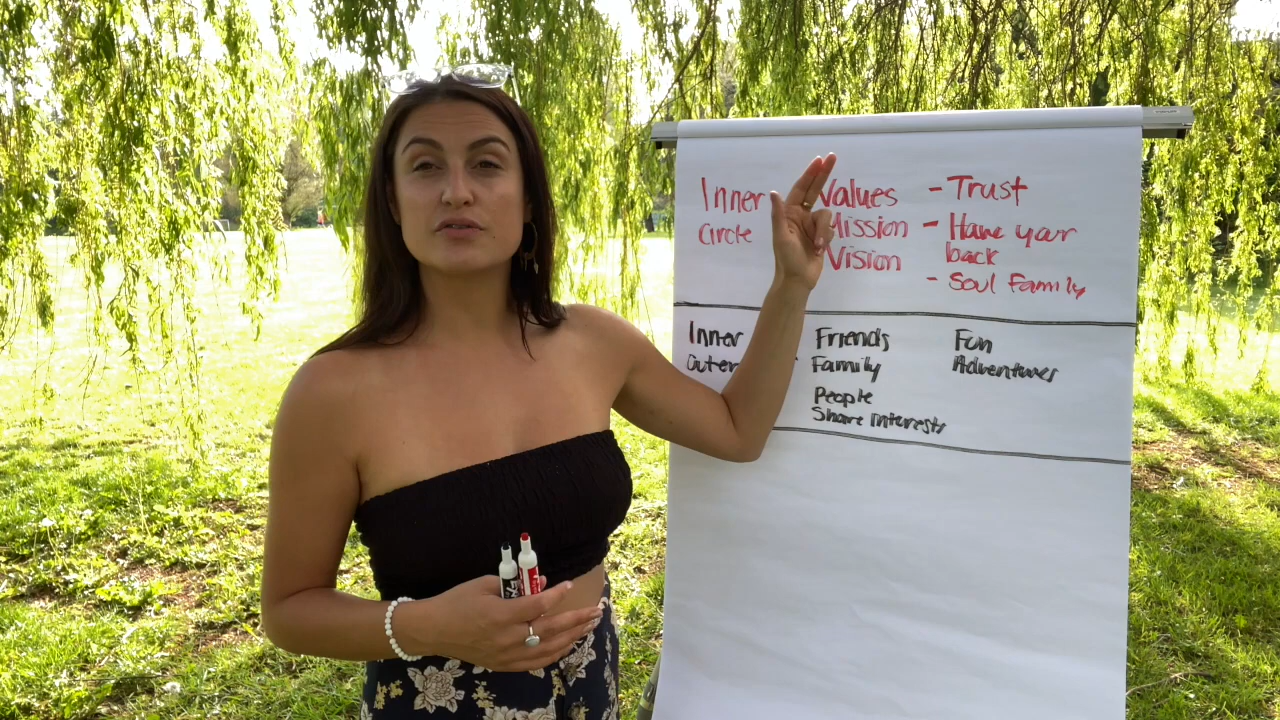 Inner Values - Trust
Circle Mission - Have your
Vision back
- Soul Family
Inner Friends Fun
Outer Family Adventures
People
Share interests